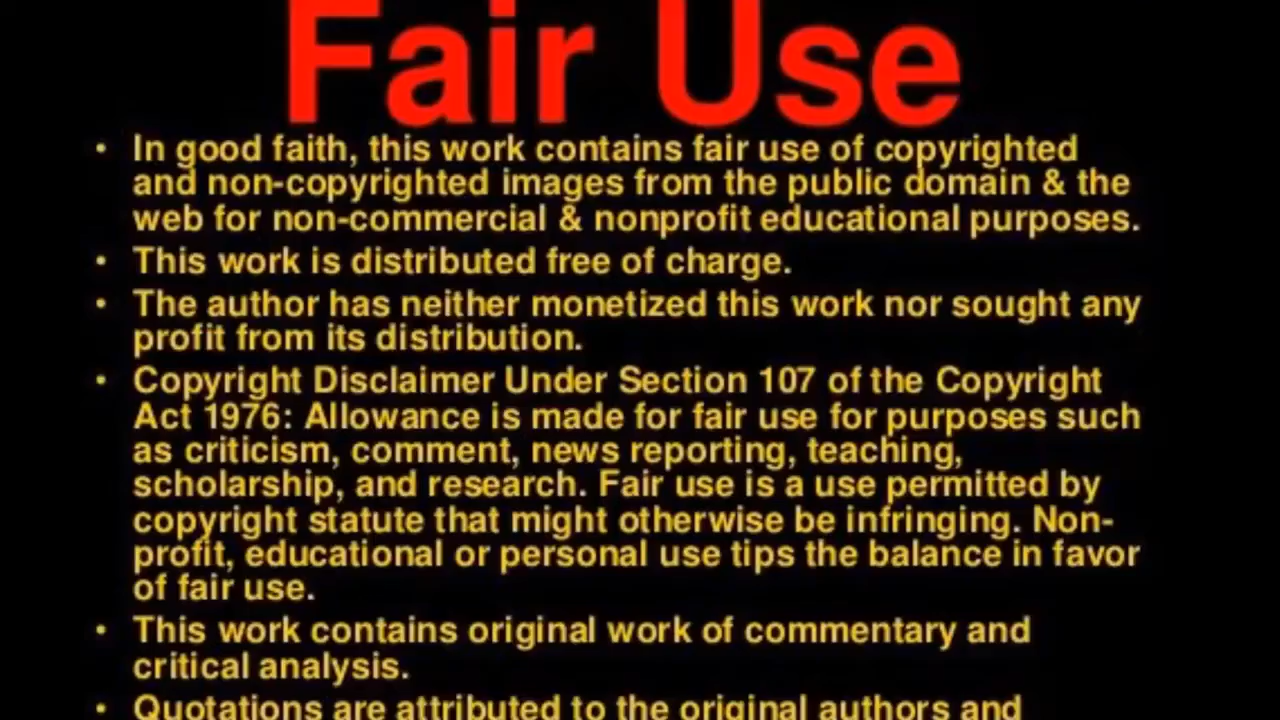 Fair Use
• In good faith, this work contains fair use of copyrighted
and non-copyrighted images from the public domain & the
web for non-commercial & nonprofit educational purposes.
• This work is distributed free of charge.
• The author has neither monetized this work nor sought any
profit from its distribution.
• Copyright Disclaimer Under Section 107 of the Copyright
Act 1976: Allowance is made for fair use for purposes such
as criticism, comment, news reporting, teaching,
scholarship, and research. Fair use is a use permitted by
copyright statute that might otherwise be infringing. Non-
profit, educational or personal use tips the balance in favor
of fair use.
• This work contains original work of commentary and
critical analysis.
• Quotations are attributed to the original authors and